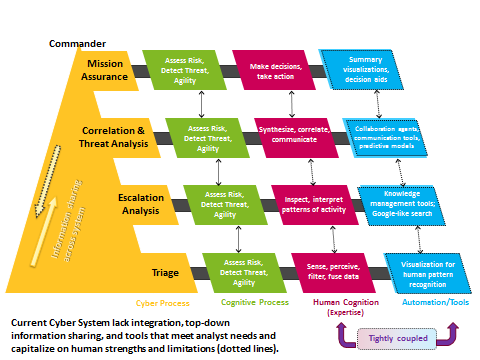 Commander
Mission
Assurance
Assess Risk,
Detect Threat,
Agility
Make decisions,
take action
Summary
visualizations,
decision aids
Correlation &
Threat Analysis
Assess Risk,
Detect Threat,
Agility
Synthesize, correlate,
communicate
Collaboration agents,
communication tools,
predictive models
Escalation
Analysis
Assess Risk,
Detect Threat,
Agility
Inspect, interpret
patterns of activity
Knowledge
management tools;
Google-like search
Triage
Assess Risk,
Detect Threat,
Agility
Sense, perceive,
filter, fuse data
Visualization for
human pattern
recognition
Information sharing
across system
Cyber Process
Cognitive Process
Human Cognition
(Expertise)
Automation/Tools
Tightly coupled
Current Cyber System lack integration, top-down
information sharing, and tools that meet analyst needs and
capitalize on human strengths and limitations (dotted lines).